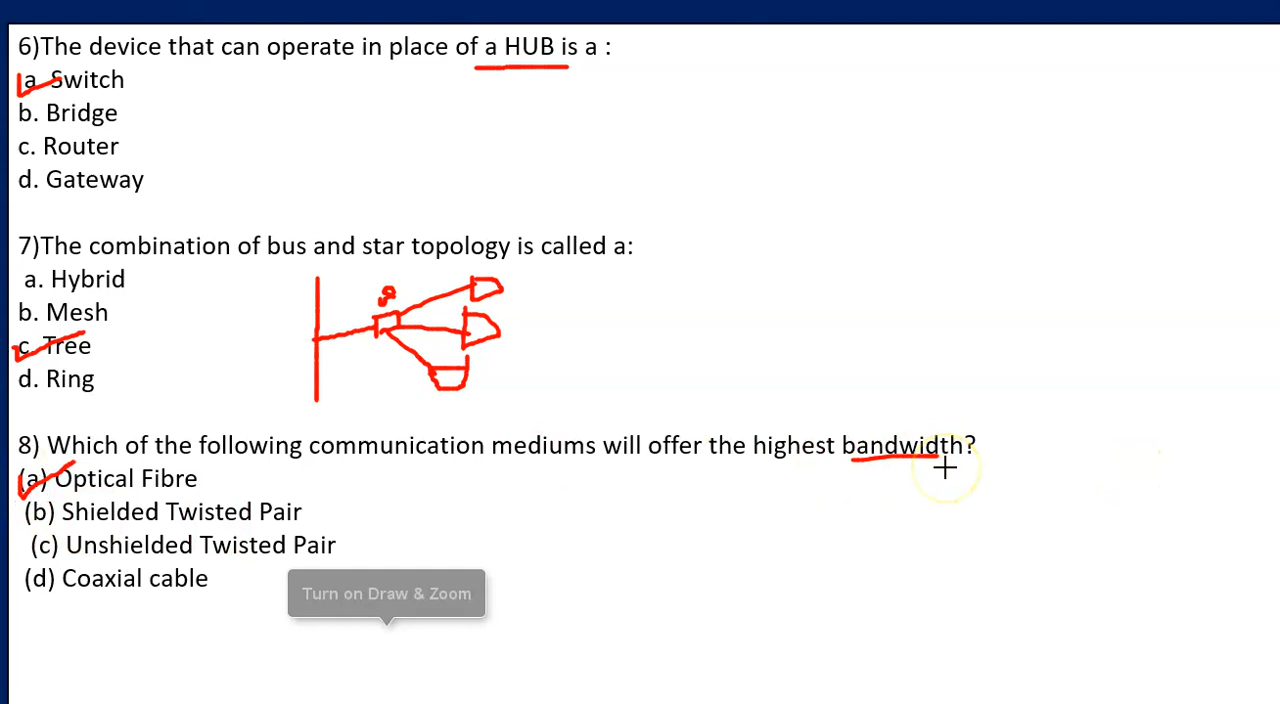 6)The device that can operate in place of a HUB is a :
a. Switch
b. Bridge
c. Router
d. Gateway
7)The combination of bus and star topology is called a:
a. Hybrid
b. Mesh
c. Tree
d. Ring
8) Which of the following communication mediums will offer the highest bandwidth?
(a) Optical Fibre
(b) Shielded Twisted Pair
(c) Unshielded Twisted Pair
(d) Coaxial cable
Turn on Draw & Zoom